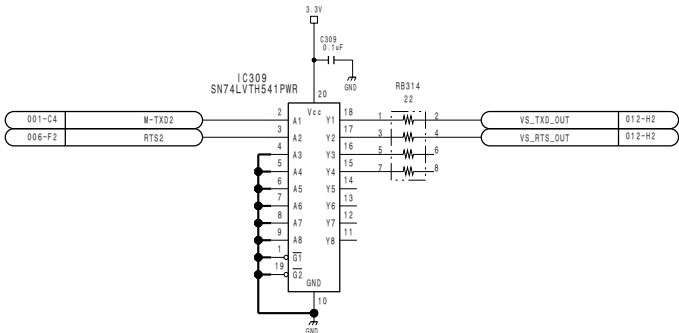 3.3V
C309
0.1uF
GND
IC309
SN74LVTH541PWR
RB314
22
20
001-C4 M-TXD2 2 A1 Vcc Y1 18 1 2 VS_TXD_OUT 012-H2
006-F2 RTS2 3 A2 Y2 17 3 4 VS_RTS_OUT 012-H2
4 A3 Y3 16 5 6
5 A4 Y4 15 7 8
6 A5 Y5 14
7 A6 Y6 13
8 A7 Y7 12
9 A8 Y8 11
1 G1
19 G2
GND
10
GND